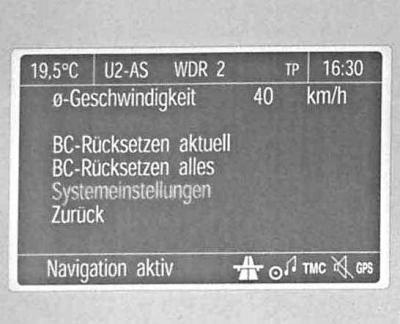 19,5°C U2-AS WDR 2 TP 16:30
ø-Geschwindigkeit 40 km/h
BC-Rücksetzen aktuell
BC-Rücksetzen alles
Systemeinstellungen
Zurück
Navigation aktiv TMC GPS